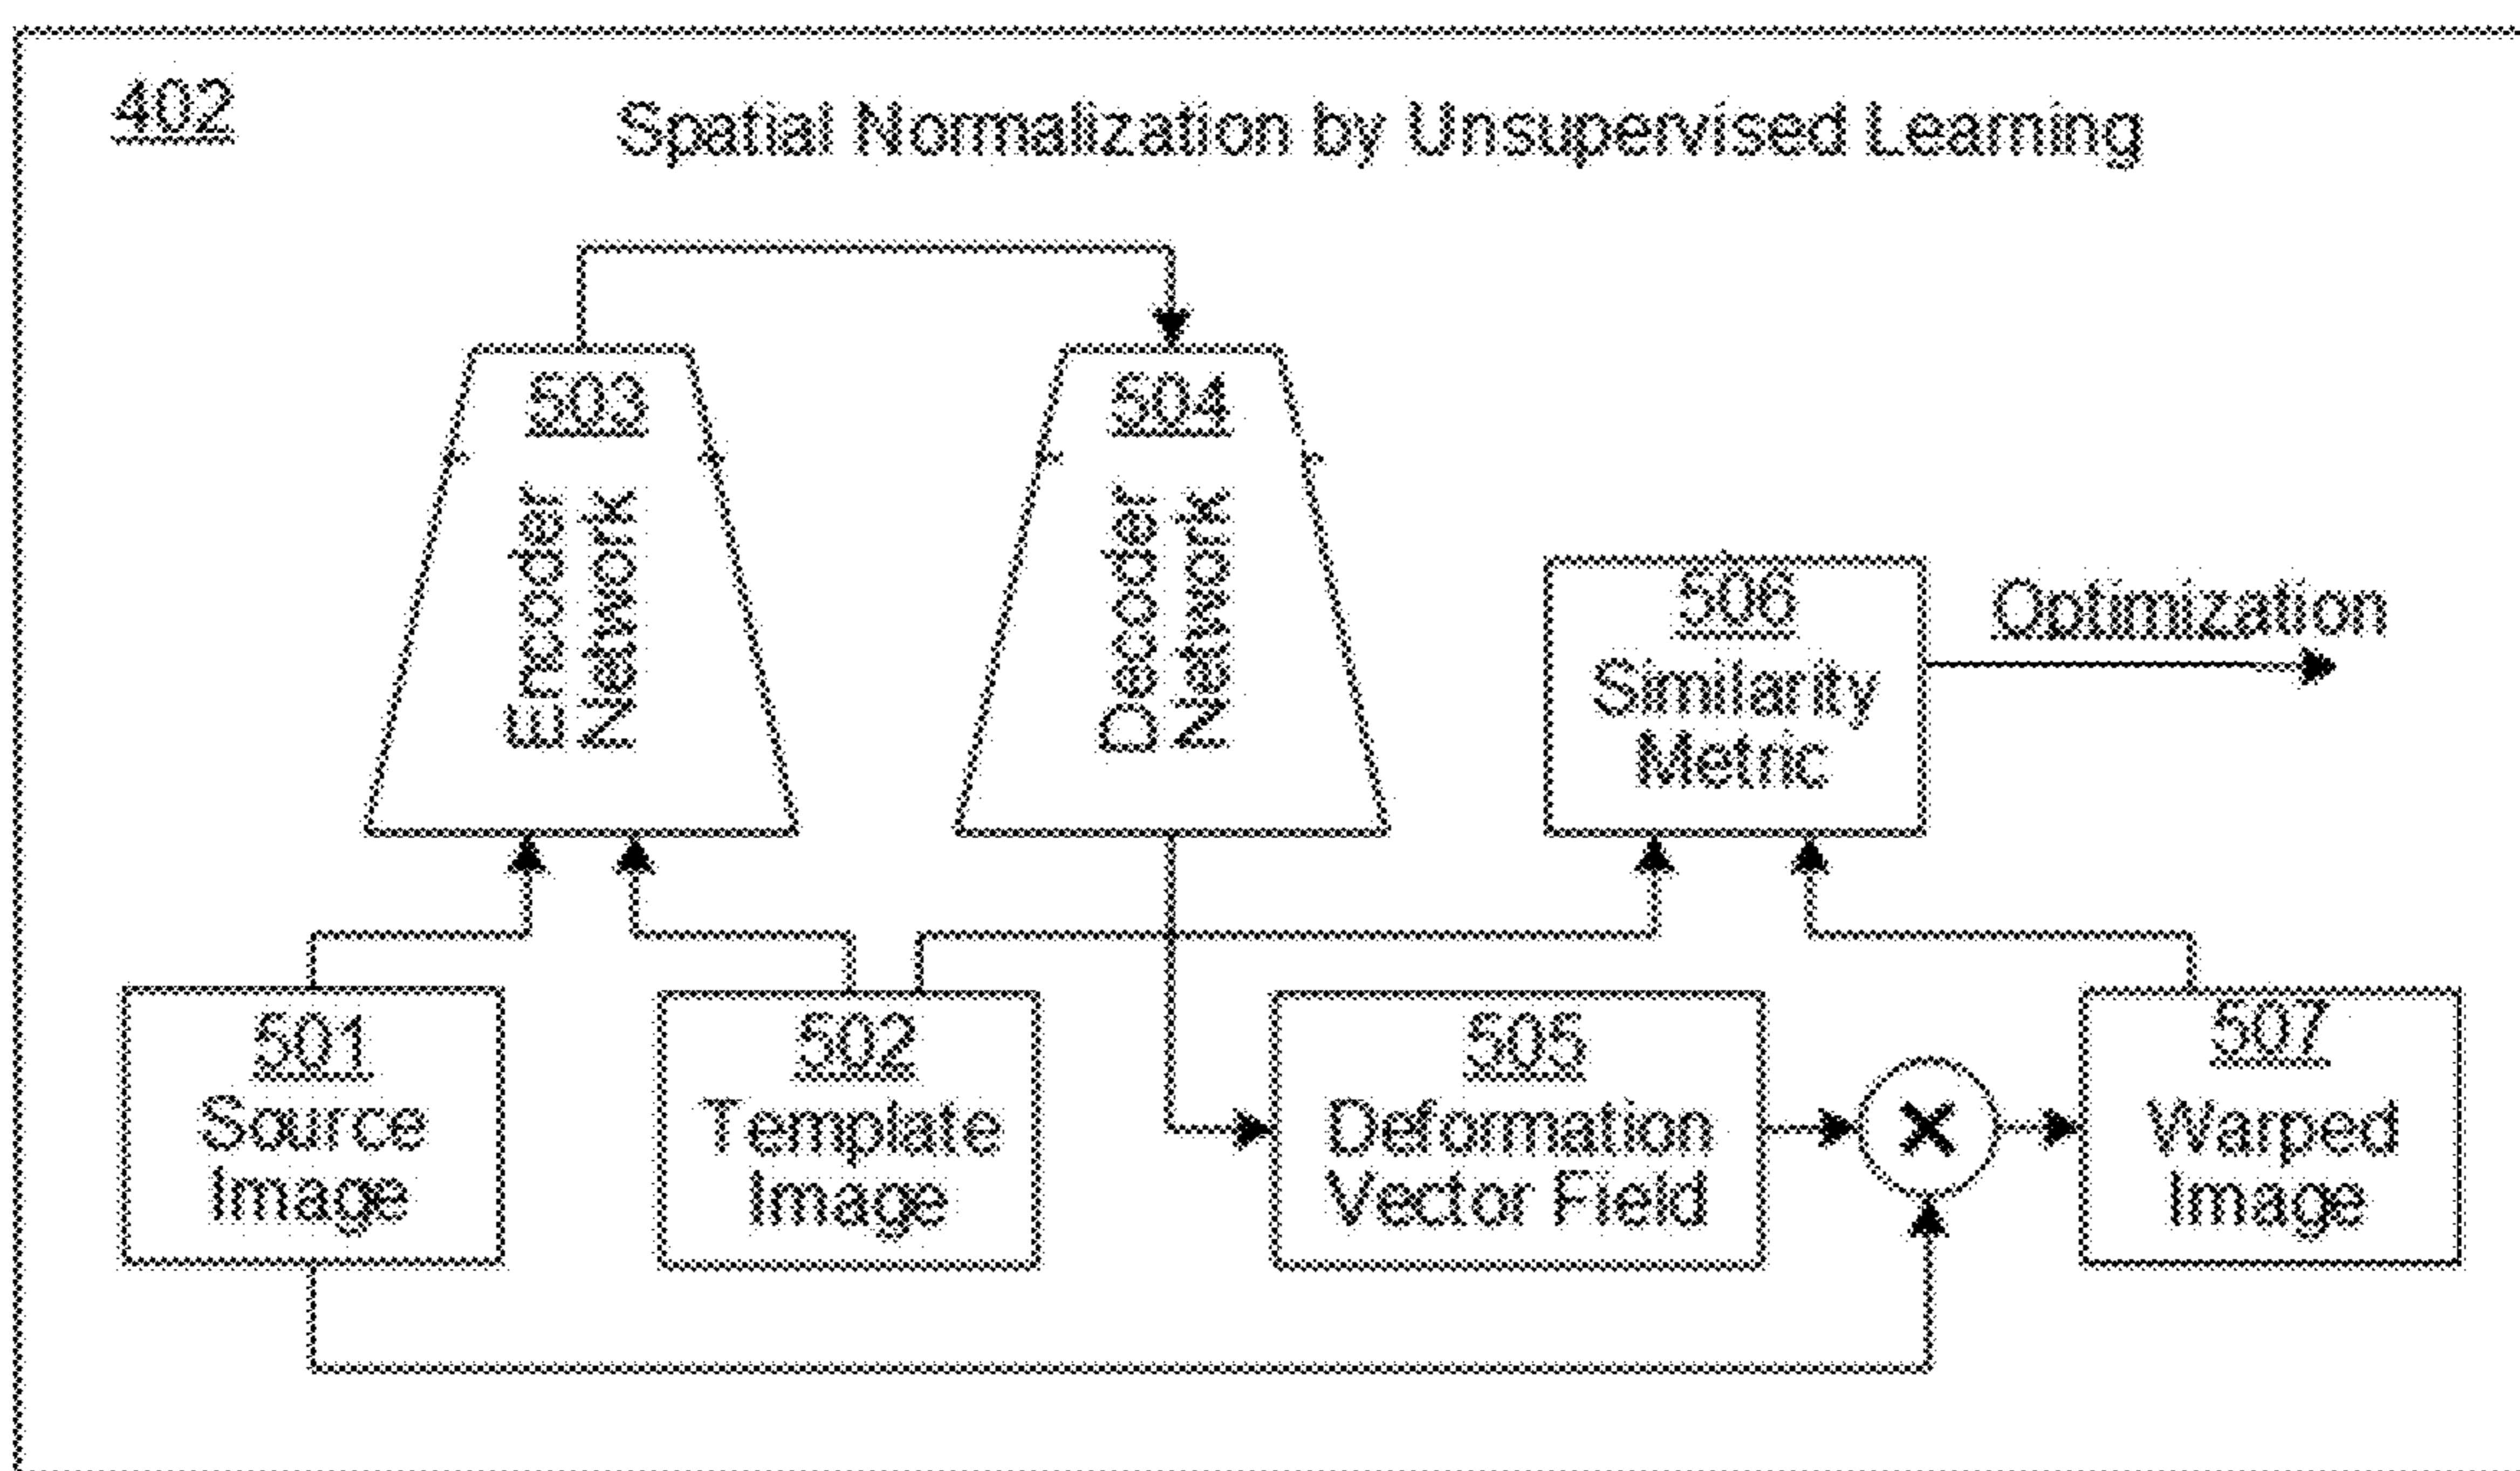 402
Spatial Normalization by Unsupervised Learning
503
Encoder
Network
504
Decoder
Network
506
Similarity
Metric
Optimization
501
Source
Image
502
Template
Image
505
Deformation
Vector Field
×
507
Warped
Image